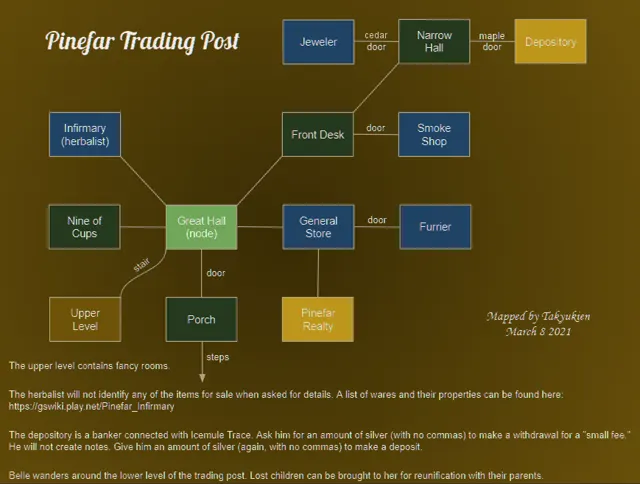 Pinefar Trading Post
Jeweler
cedar
door
Narrow
Hall
maple
door
Depository
Infirmary
(herbalist)
Front Desk
door
Smoke
Shop
Nine of
Cups
Great Hall
(node)
General
Store
door
Furrier
stair
door
Upper
Level
Porch
Pinefar
Realty
Mapped by Takyukien
March 8 2021
steps
The upper level contains fancy rooms.
The herbalist will not identify any of the items for sale when asked for details. A list of wares and their properties can be found here:
https://gswiki.play.net/Pinefar_Infirmary
The depository is a banker connected with Icemule Trace. Ask him for an amount of silver (with no commas) to make a withdrawal for a "small fee."
He will not create notes. Give him an amount of silver (again, with no commas) to make a deposit.
Belle wanders around the lower level of the trading post. Lost children can be brought to her for reunification with their parents.